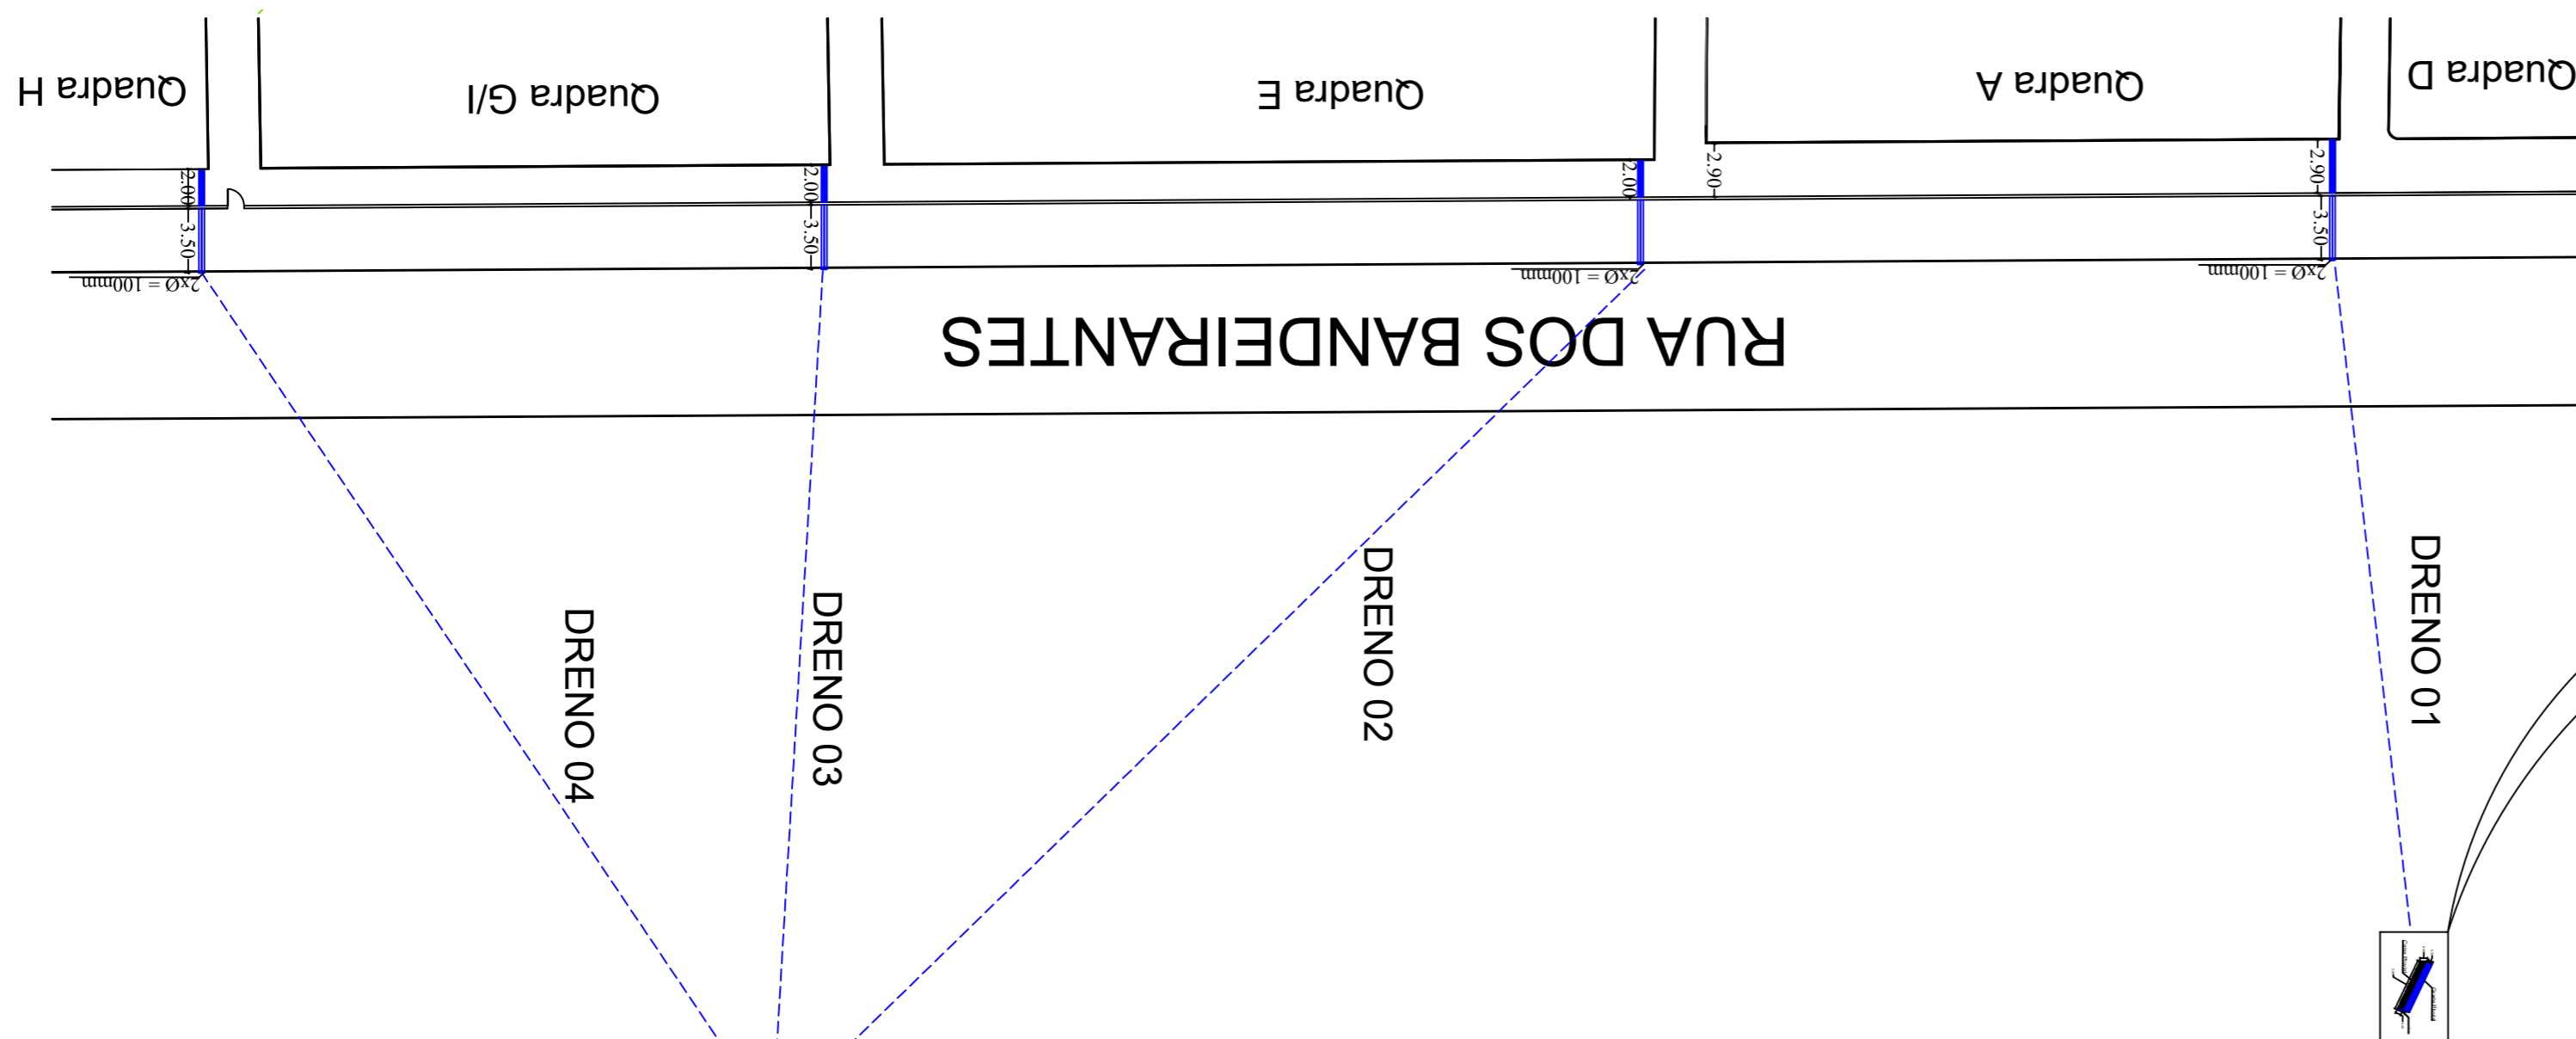 Quadra H
Quadra G/I
Quadra E
Quadra A
Quadra D
2.00
3.50
2.00
3.50
2.00
2.90
2.90
3.50
2xØ = 100mm
2xØ = 100mm
2xØ = 100mm
RUA DOS BANDEIRANTES
DRENO 04
DRENO 03
DRENO 02
DRENO 01